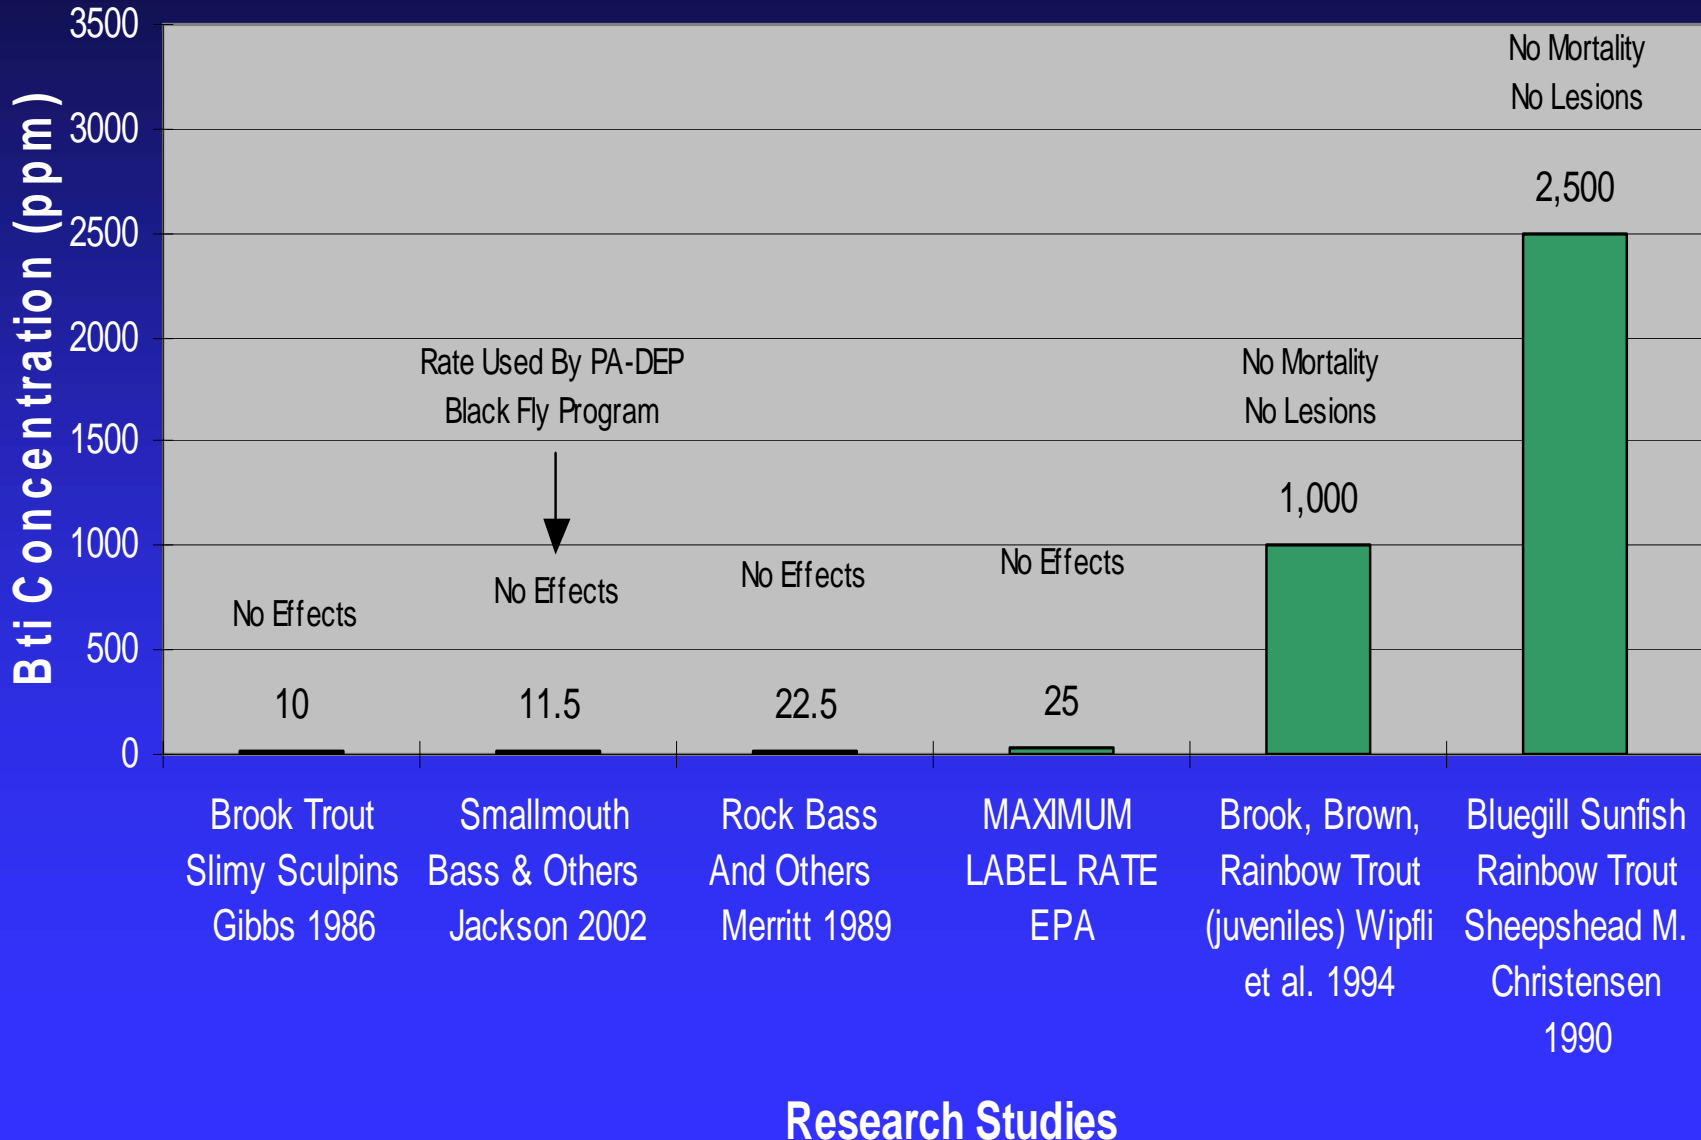 Bti Concentration (ppm)
3500
3000
2500
2000
1500
1000
500
0
No Mortality
No Lesions
2,500
Rate Used By PA-DEP
Black Fly Program
No Mortality
No Lesions
1,000
No Effects
No Effects
No Effects
No Effects
10
11.5
22.5
25
Brook Trout
Slimy Sculpins
Gibbs 1986
Smallmouth
Bass & Others
Jackson 2002
Rock Bass
And Others
Merritt 1989
MAXIMUM
LABEL RATE
EPA
Brook, Brown,
Rainbow Trout
(juveniles) Wipfli
et al. 1994
Bluegill Sunfish
Rainbow Trout
Sheepshead M.
Christensen
1990
Research Studies